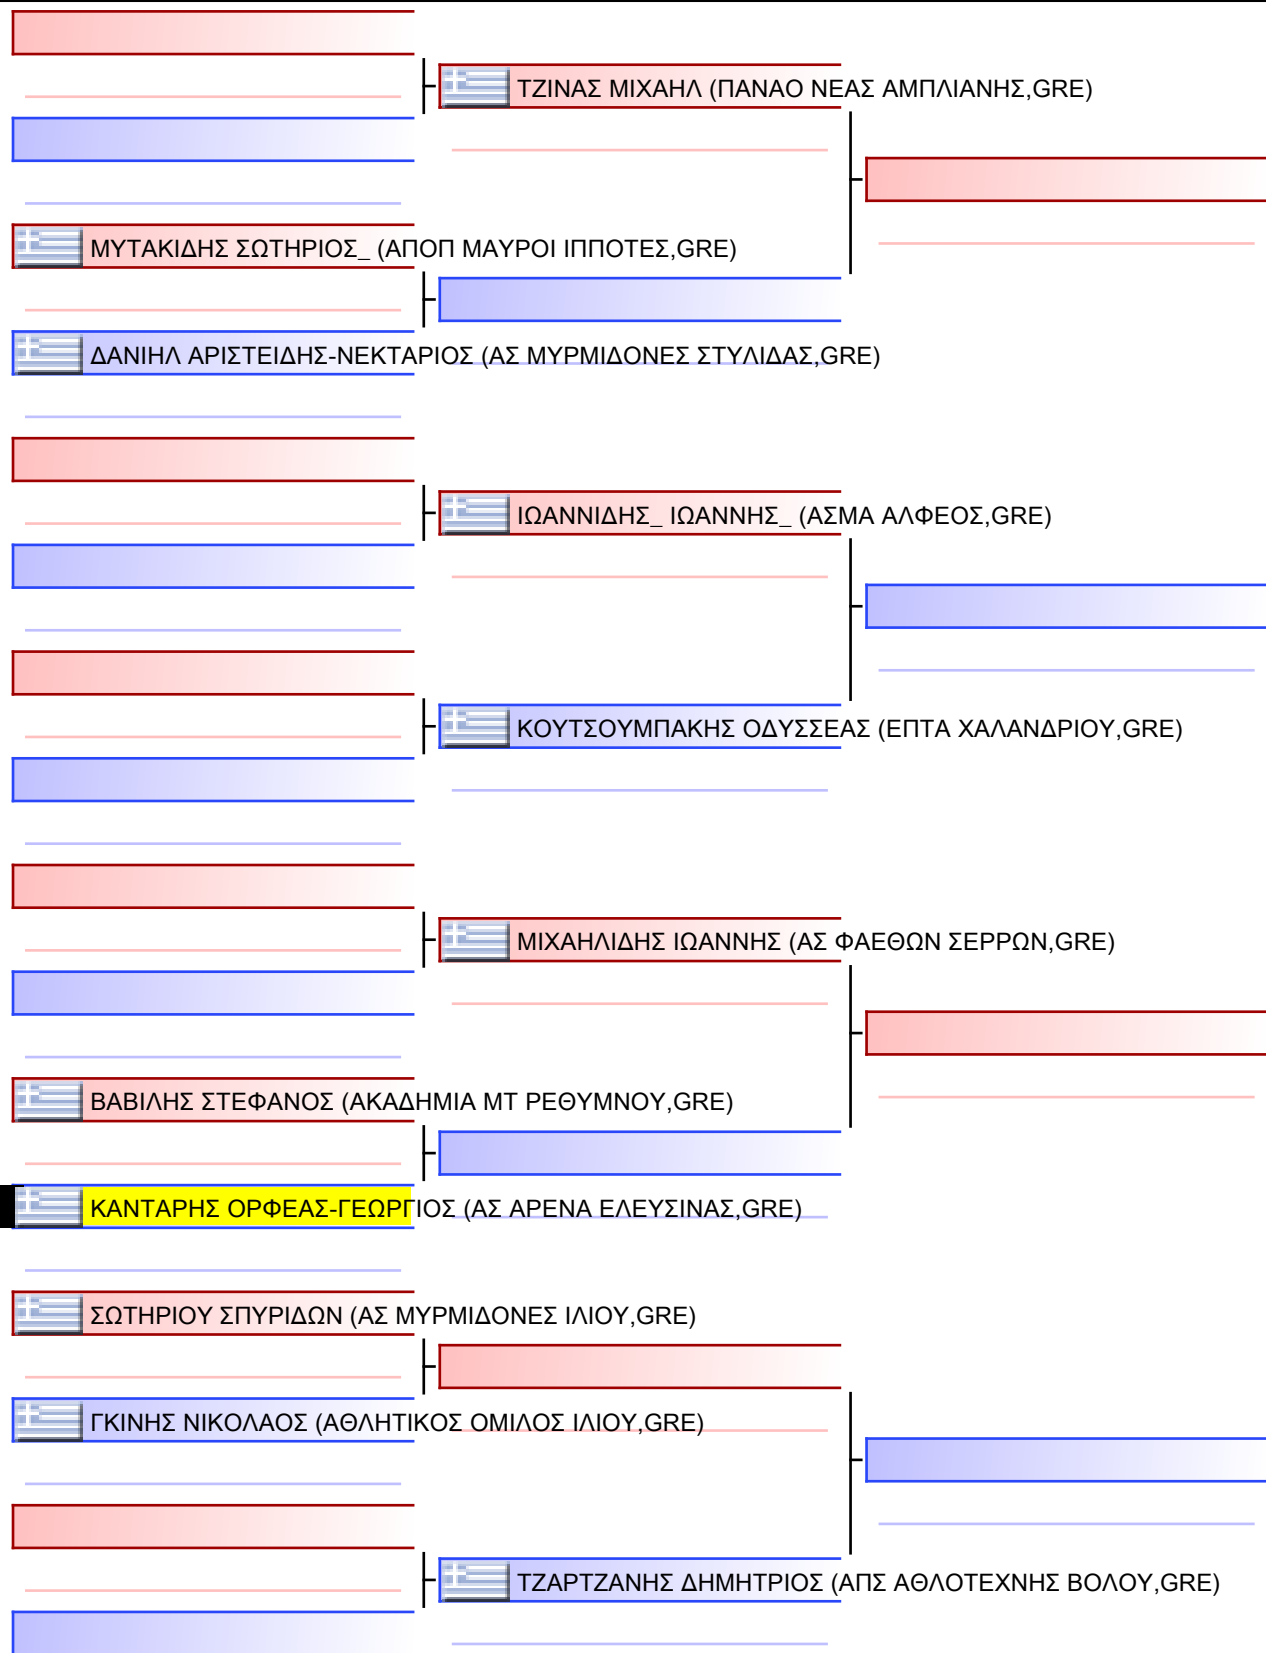 ΤΖΙΝΑΣ ΜΙΧΑΗΛ (ΠΑΝΑΟ ΝΕΑΣ ΑΜΠΛΙΑΝΗΣ,GRE)
ΜΥΤΑΚΙΔΗΣ ΣΩΤΗΡΙΟΣ_ (ΑΠΟΠ ΜΑΥΡΟΙ ΙΠΠΟΤΕΣ,GRE)
ΔΑΝΙΗΛ ΑΡΙΣΤΕΙΔΗΣ-ΝΕΚΤΑΡΙΟΣ (ΑΣ ΜΥΡΜΙΔΟΝΕΣ ΣΤΥΛΙΔΑΣ,GRE)
ΙΩΑΝΝΙΔΗΣ_ ΙΩΑΝΝΗΣ_ (ΑΣΜΑ ΑΛΦΕΟΣ,GRE)
ΚΟΥΤΣΟΥΜΠΑΚΗΣ ΟΔΥΣΣΕΑΣ (ΕΠΤΑ ΧΑΛΑΝΔΡΙΟΥ,GRE)
ΜΙΧΑΗΛΙΔΗΣ ΙΩΑΝΝΗΣ (ΑΣ ΦΑΕΘΩΝ ΣΕΡΡΩΝ,GRE)
ΒΑΒΙΛΗΣ ΣΤΕΦΑΝΟΣ (ΑΚΑΔΗΜΙΑ ΜΤ ΡΕΘΥΜΝΟΥ,GRE)
ΚΑΝΤΑΡΗΣ ΟΡΦΕΑΣ-ΓΕΩΡΓΙΟΣ (ΑΣ ΑΡΕΝΑ ΕΛΕΥΣΙΝΑΣ,GRE)
ΣΩΤΗΡΙΟΥ ΣΠΥΡΙΔΩΝ (ΑΣ ΜΥΡΜΙΔΟΝΕΣ ΙΛΙΟΥ,GRE)
ΓΚΙΝΗΣ ΝΙΚΟΛΑΟΣ (ΑΘΛΗΤΙΚΟΣ ΟΜΙΛΟΣ ΙΛΙΟΥ,GRE)
ΤΖΑΡΤΖΑΝΗΣ ΔΗΜΗΤΡΙΟΣ (ΑΠΣ ΑΘΛΟΤΕΧΝΗΣ ΒΟΛΟΥ,GRE)